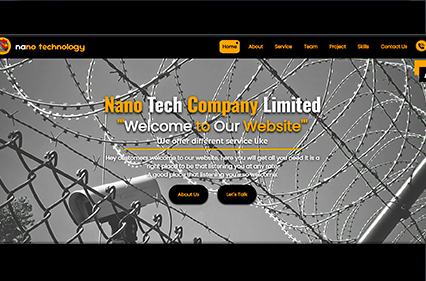 nano technology
Home About Service Team Project Skills Contact Us
Nano Tech Company Limited
"Welcome to Our Website"
We offer different service like
Hey customers welcome to our website, here you will get all you need it is a
right place to be that listening you at any rate.
A good place that listening you so welcome.
About Us Let's Talk